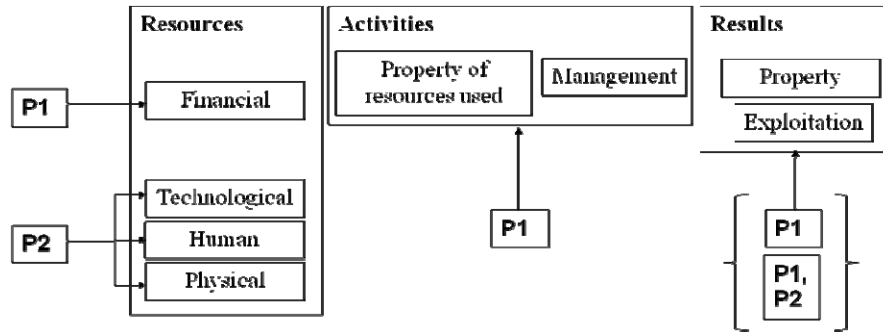 Resources
Activities
Results
P1
Financial
Property of
resources used
Management
Property
Exploitation
P2
Technological
Human
Physical
P1
P1
P1,
P2